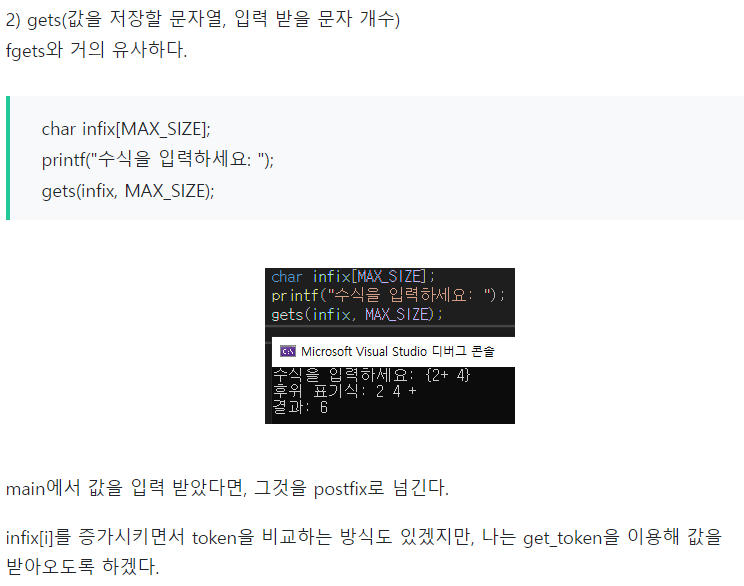 2) gets(값을 저장할 문자열, 입력 받을 문자 개수)
fgets와 거의 유사하다.
char infix[MAX_SIZE];
printf("수식을 입력하세요: ");
gets(infix, MAX_SIZE);
char infix[MAX_SIZE];
printf("수식을 입력하세요: ");
gets(infix, MAX_SIZE);
C:\ Microsoft Visual Studio 디버그 콘솔
수식을 입력하세요: {2+ 4}
후위 표기식: 2 4 +
결과: 6
main에서 값을 입력 받았다면, 그것을 postfix로 넘긴다.
infix[i]를 증가시키면서 token을 비교하는 방식도 있겠지만, 나는 get_token을 이용해 값을
받아오도록 하겠다.